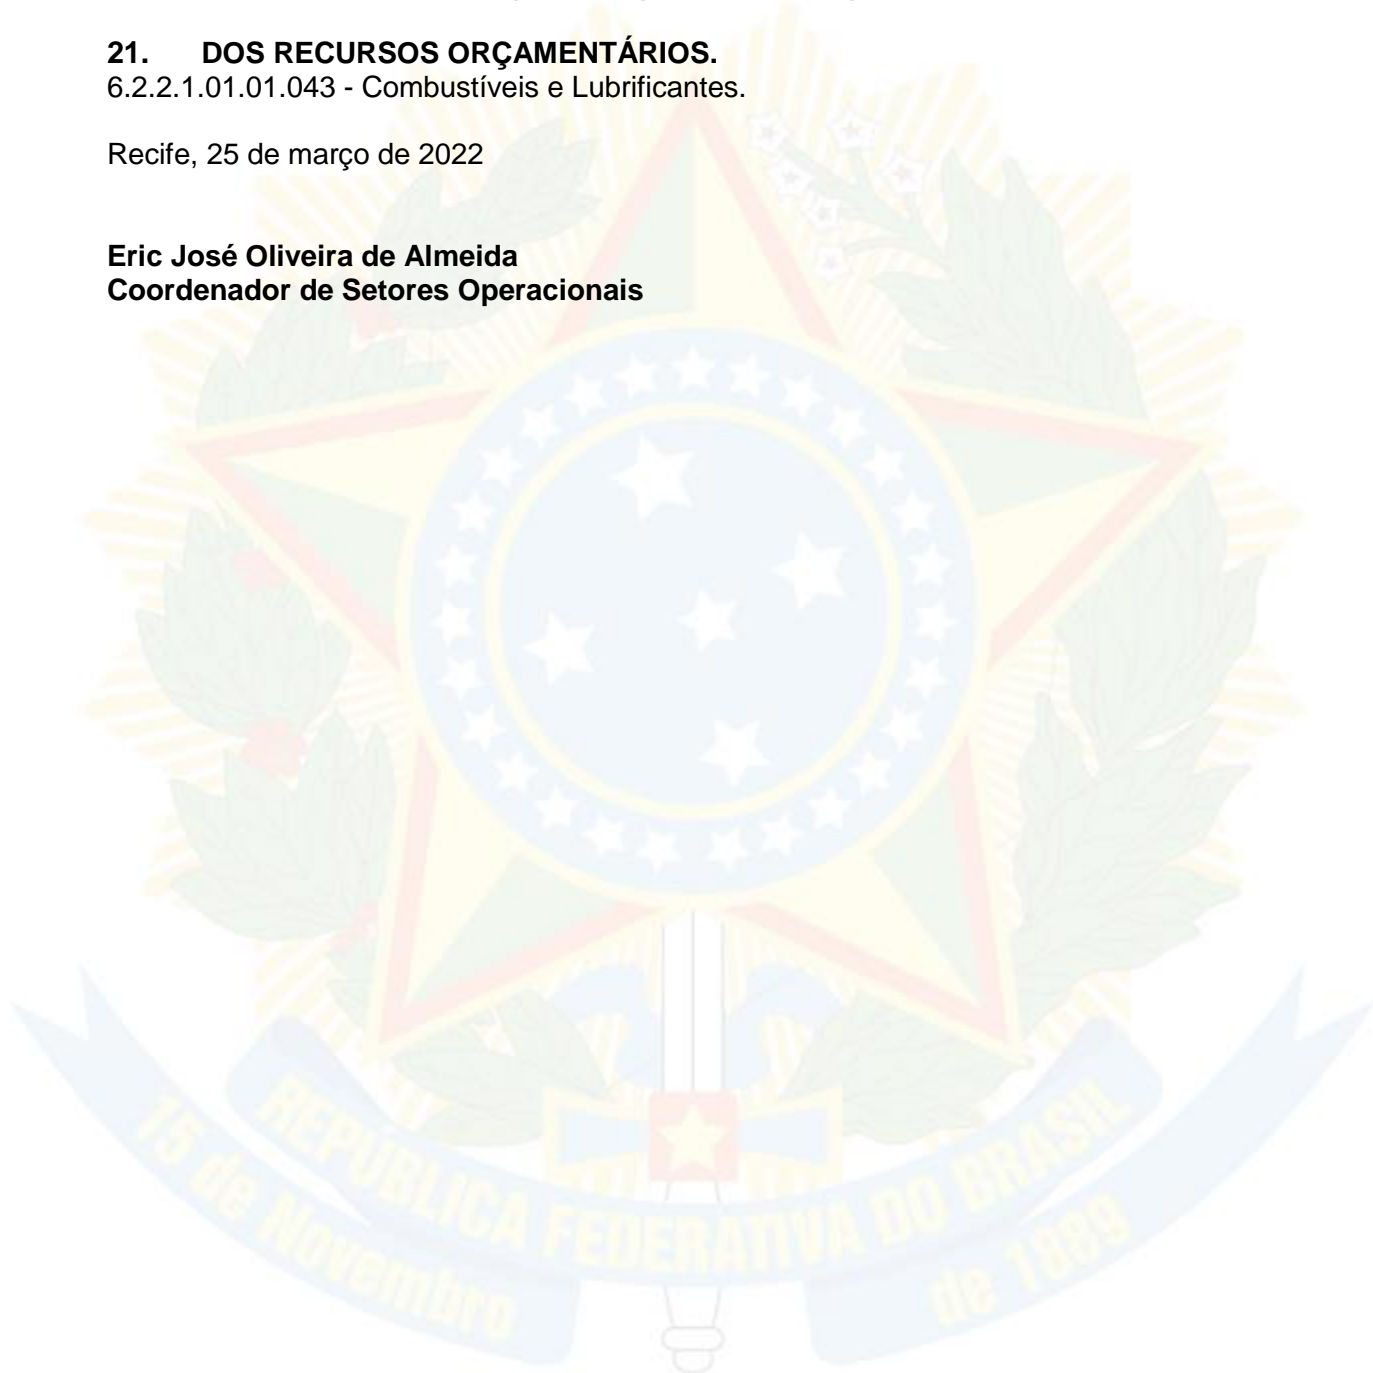 21. DOS RECURSOS ORÇAMENTÁRIOS.
6.2.2.1.01.01.043 - Combustíveis e Lubrificantes.
Recife, 25 de março de 2022
Eric José Oliveira de Almeida
Coordenador de Setores Operacionais
REPÚBLICA FEDERATIVA DO BRASIL
15 de Novembro
de 1889